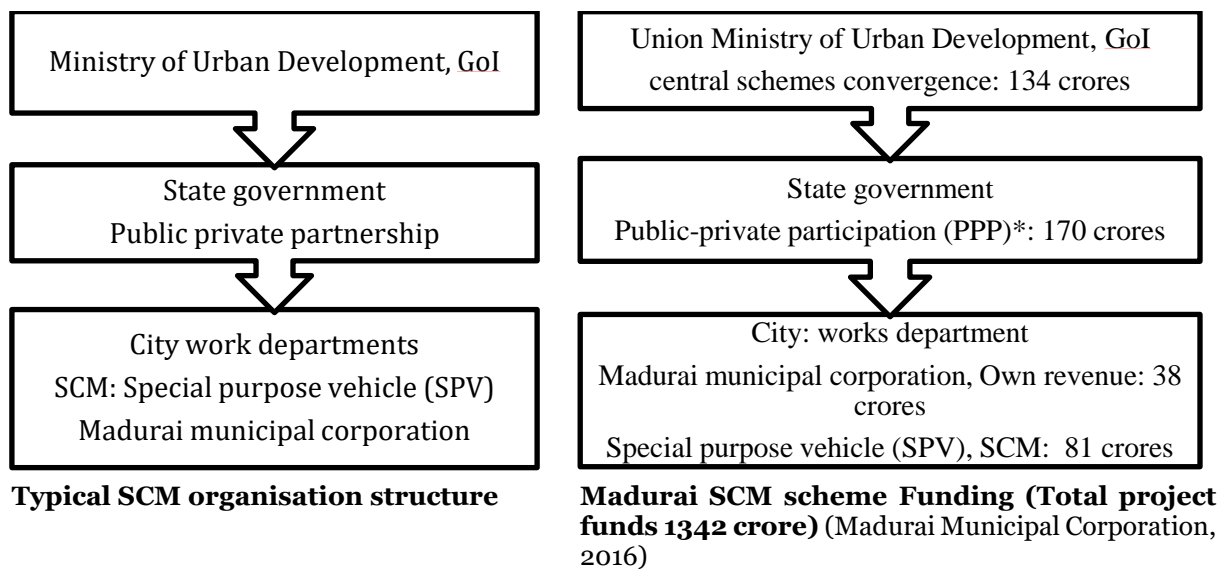 Ministry of Urban Development, GoI
State government
Public private partnership
City work departments
SCM: Special purpose vehicle (SPV)
Madurai municipal corporation
Typical SCM organisation structure
Union Ministry of Urban Development, GoI
central schemes convergence: 134 crores
State government
Public-private participation (PPP)*: 170 crores
City: works department
Madurai municipal corporation, Own revenue: 38
crores
Special purpose vehicle (SPV), SCM:  81 crores
Madurai SCM scheme Funding (Total project
funds 1342 crore) (Madurai Municipal Corporation,
2016)